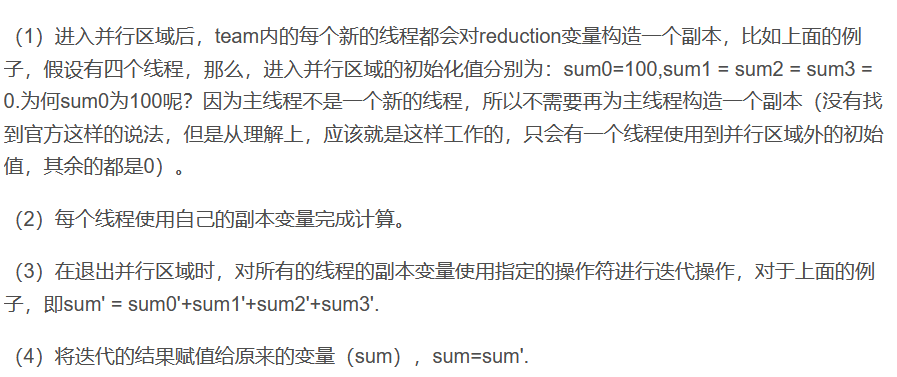 （1）进入并行区域后，team内的每个新的线程都会对reduction变量构造一个副本，比如上面的例
子，假设有四个线程，那么，进入并行区域的初始化值分别为：sum0=100,sum1 = sum2 = sum3 =
0.为何sum0为100呢？因为主线程不是一个新的线程，所以不需要再为主线程构造一个副本（没有找
到官方这样的说法，但是从理解上，应该就是这样工作的，只会有一个线程使用到并行区域外的初始
值，其余的都是0）。
（2）每个线程使用自己的副本变量完成计算。
（3）在退出并行区域时，对所有的线程的副本变量使用指定的操作符进行迭代操作，对于上面的例
子，即sum' = sum0'+sum1'+sum2'+sum3'.
（4）将迭代的结果赋值给原来的变量（sum），sum=sum'.